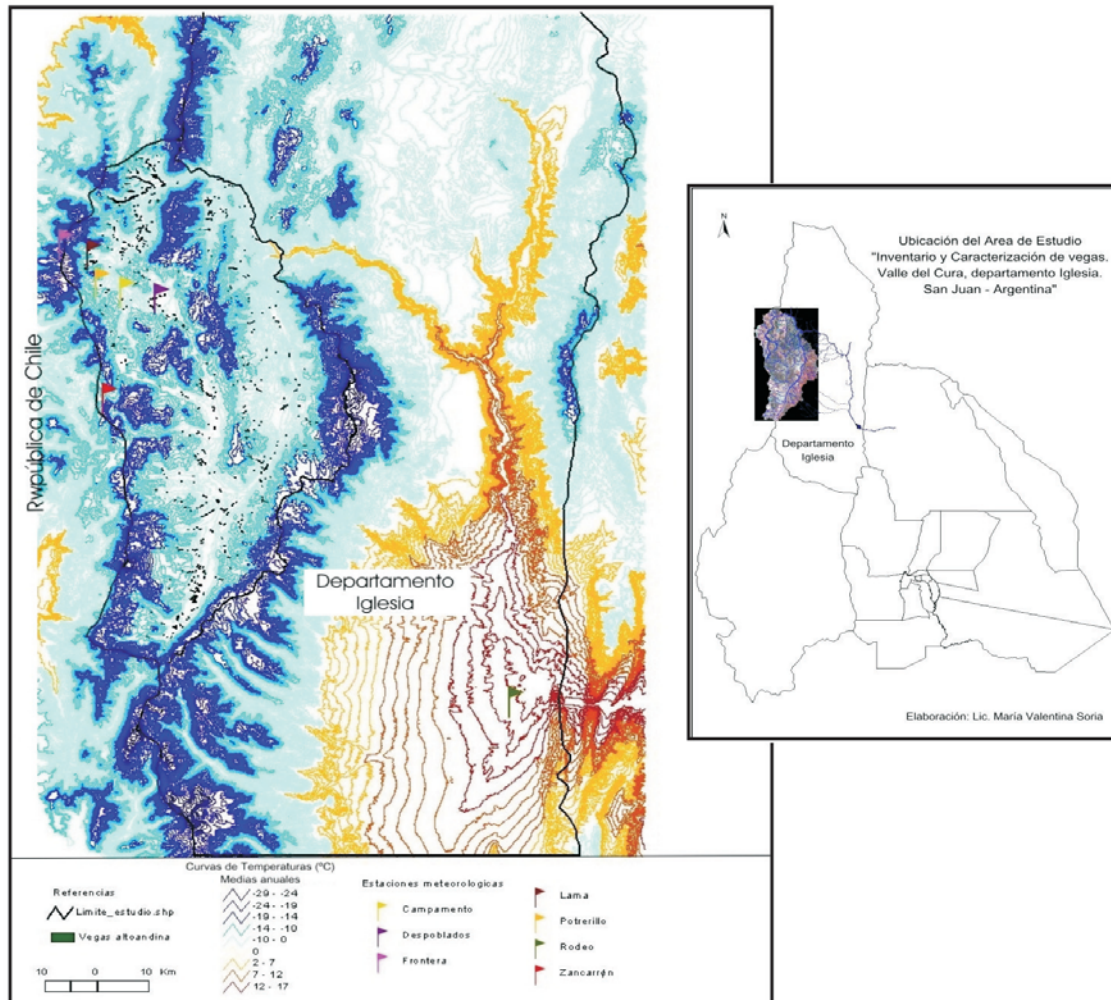 Rwpública de Chile
Departamento
Iglesia
Referencias
Limite_estudio.shp
Vegas altoandina
10 0 10 Km
Curvas de Temperaturas (ºC)
Medias anuales
-29 - -24
-24 - -19
-19 - -14
-14 - -10
-10 - 0
0
2 - 7
7 - 12
12 - 17
Estaciones meteorologicas
Campamento
Despoblados
Frontera
Lama
Potrerillo
Rodeo
Zancarrón
N
Ubicación del Area de Estudio
"Inventario y Caracterización de vegas.
Valle del Cura, departamento Iglesia.
San Juan - Argentina"
Departamento
Iglesia
Elaboración: Lic. María Valentina Soria